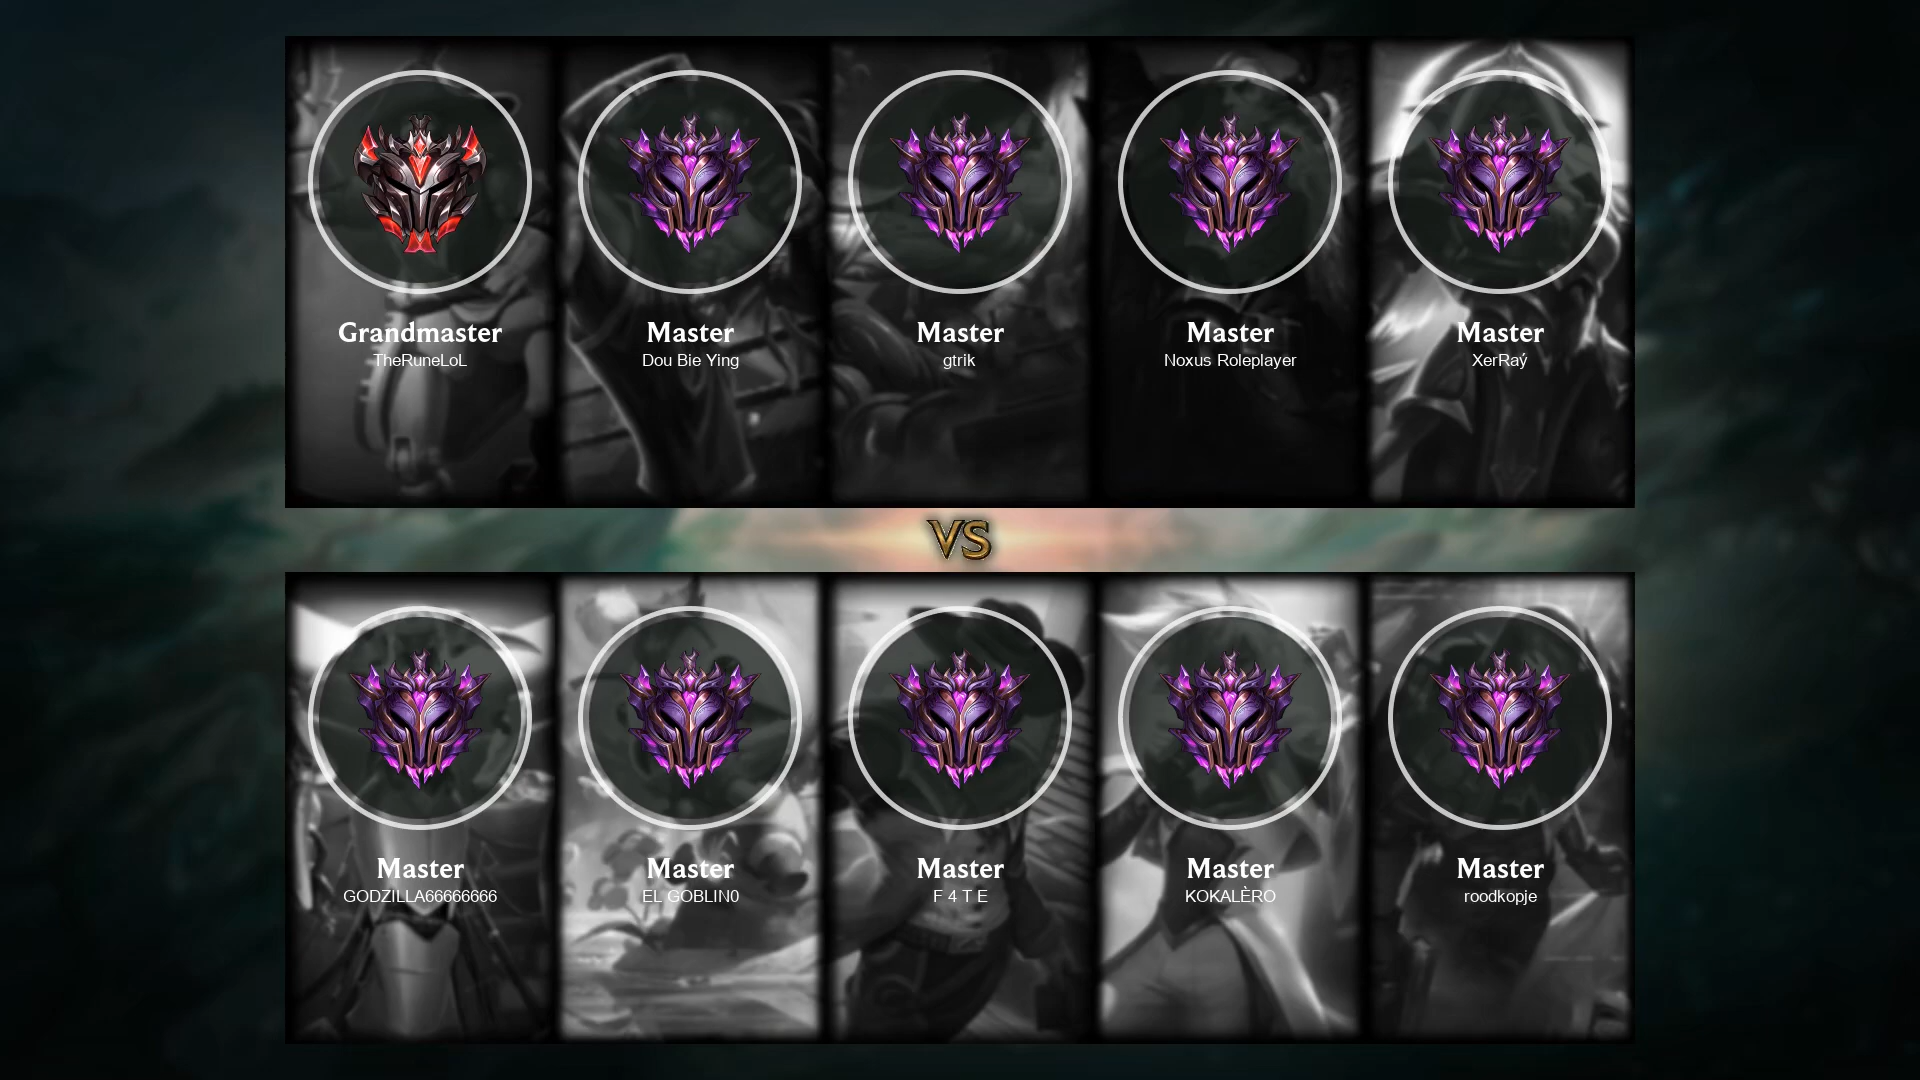 Grandmaster
TheRuneLoL
Master
Dou Bie Ying
Master
gtrik
Master
Noxus Roleplayer
Master
XerRaý
VS
Master
GODZILLA66666666
Master
EL GOBLIN0
Master
F 4 T E
Master
KOKALÈRO
Master
roodkopje